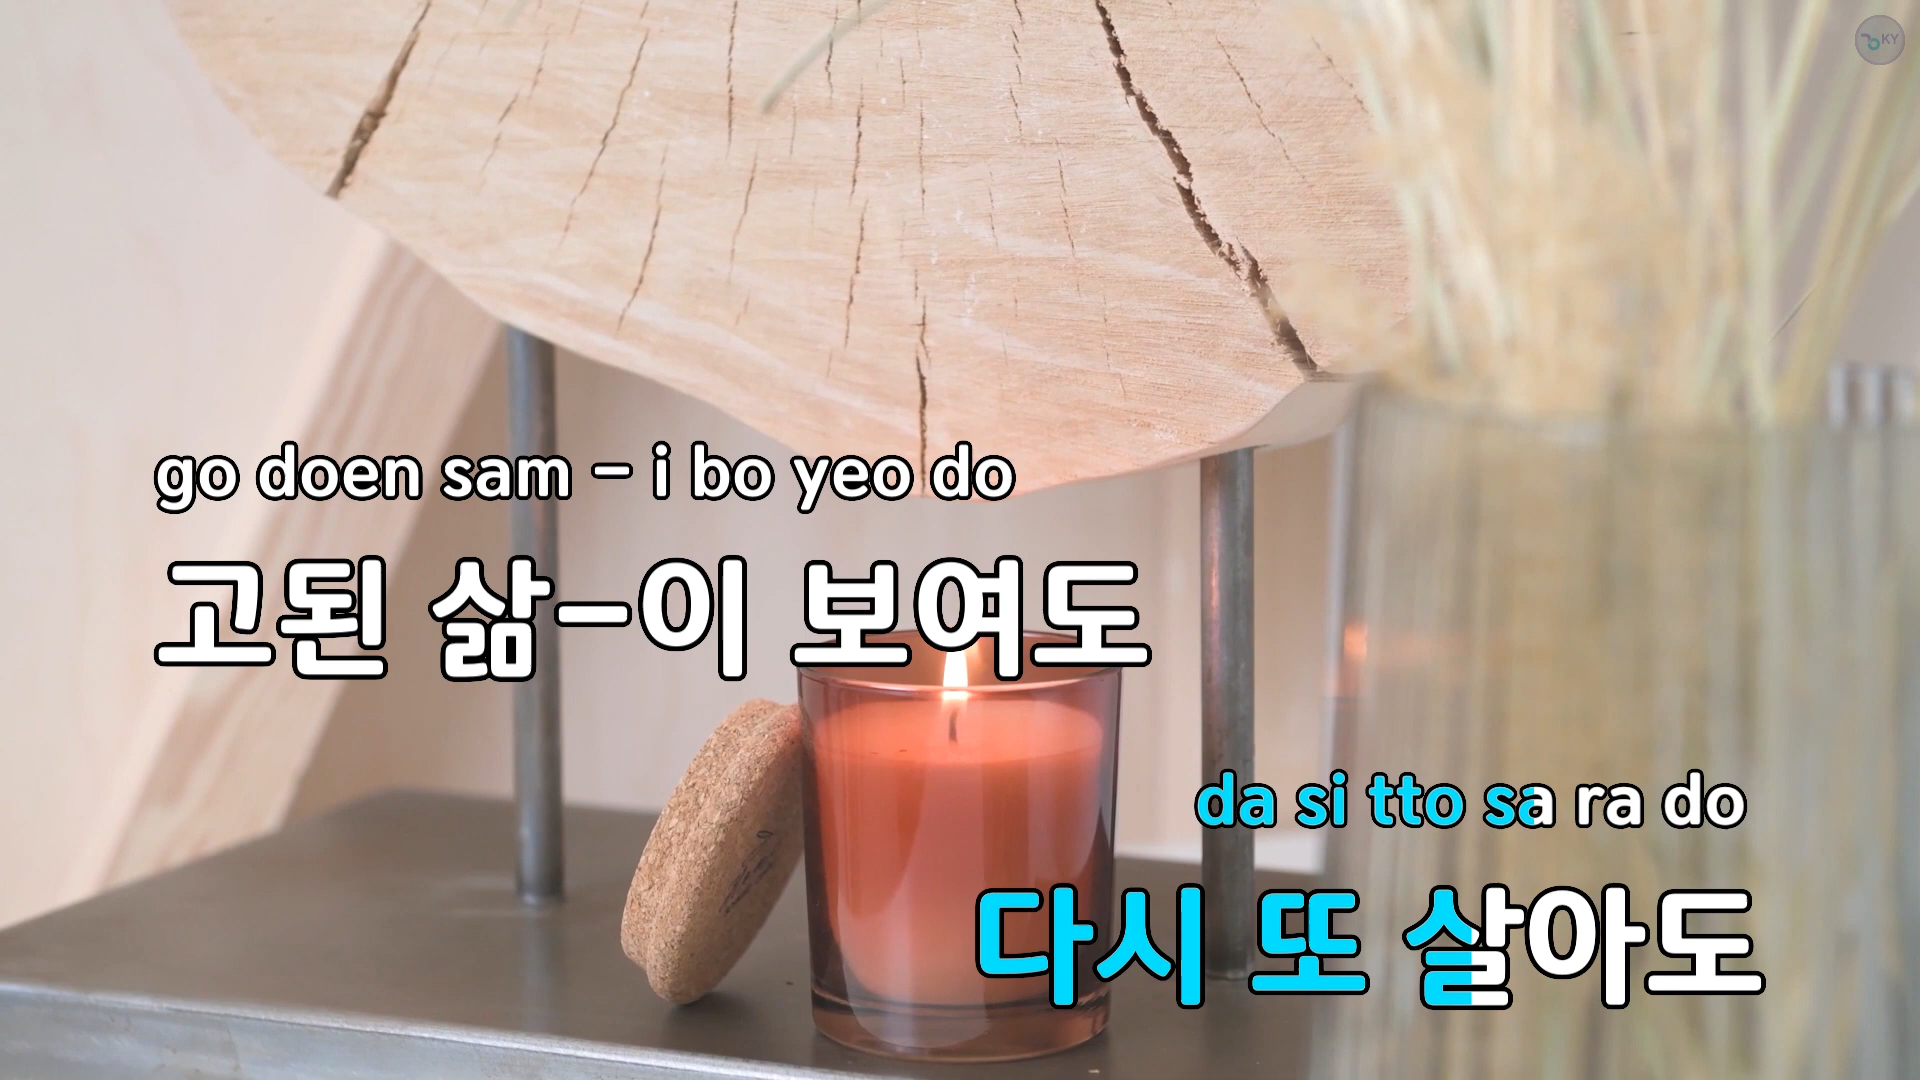 KY
go doen sam - i bo yeo do
고된 삶-이 보여도
da si tto sa ra do
다시 또 살아도